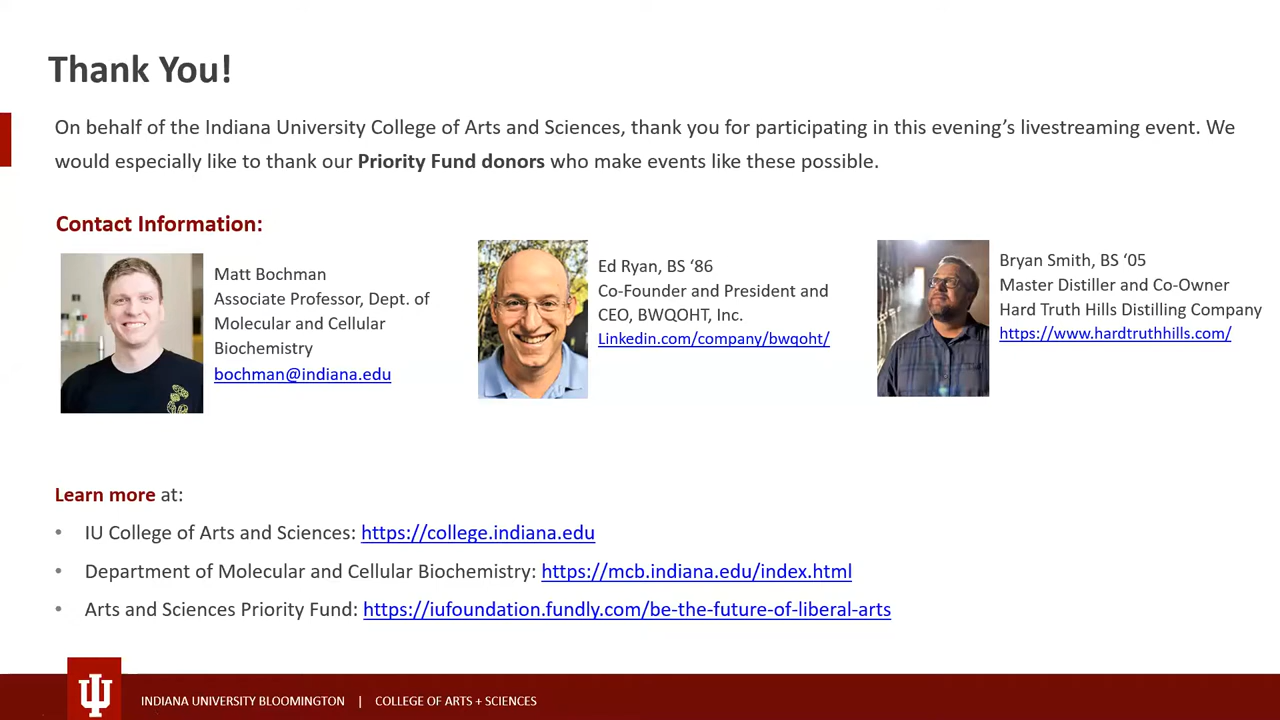 Thank You!
On behalf of the Indiana University College of Arts and Sciences, thank you for participating in this evening’s livestreaming event. We
would especially like to thank our Priority Fund donors who make events like these possible.
Contact Information:
Matt Bochman
Associate Professor, Dept. of
Molecular and Cellular
Biochemistry
bochman@indiana.edu
Ed Ryan, BS ‘86
Co-Founder and President and
CEO, BWQOHT, Inc.
Linkedin.com/company/bwqoht/
Bryan Smith, BS ‘05
Master Distiller and Co-Owner
Hard Truth Hills Distilling Company
https://www.hardtruthhills.com/
Learn more at:
• IU College of Arts and Sciences: https://college.indiana.edu
• Department of Molecular and Cellular Biochemistry: https://mcb.indiana.edu/index.html
• Arts and Sciences Priority Fund: https://iufoundation.fundly.com/be-the-future-of-liberal-arts
INDIANA UNIVERSITY BLOOMINGTON | COLLEGE OF ARTS + SCIENCES